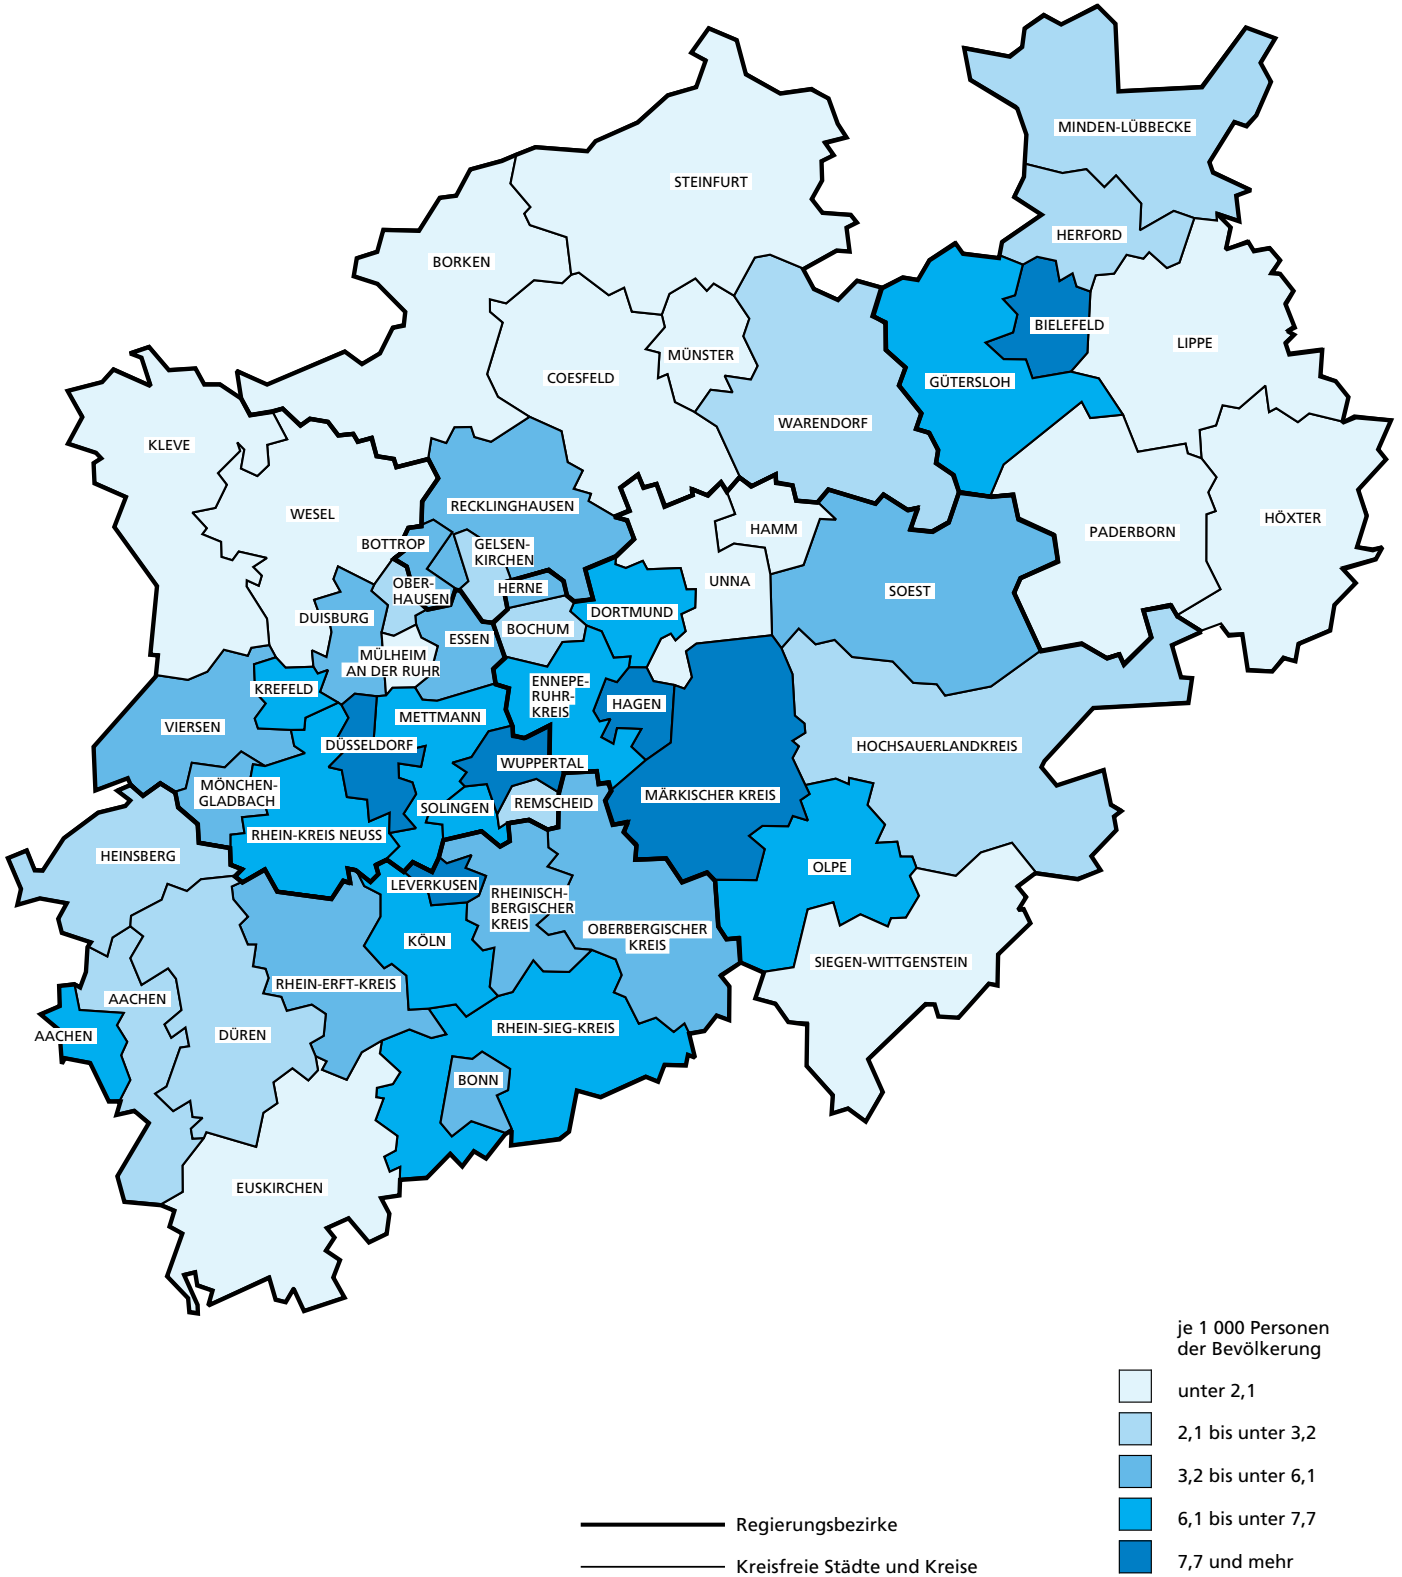 MINDEN-LÜBBECKE
STEINFURT
HERFORD
BORKEN
BIELEFELD
LIPPE
MÜNSTER
COESFELD
GÜTERSLOH
WARENDORF
KLEVE
RECKLINGHAUSEN
WESEL
HÖXTER
HAMM
PADERBORN
BOTTROP
GELSEN-
KIRCHEN
OBER-
HAUSEN
HERNE
UNNA
SOEST
DORTMUND
DUISBURG
BOCHUM
ESSEN
MÜLHEIM
AN DER RUHR
ENNEPE-
RUHR-
KREIS
KREFELD
HAGEN
METTMANN
VIERSEN
DÜSSELDORF
HOCHSAUERLANDKREIS
WUPPERTAL
MÖNCHEN-
GLADBACH
MÄRKISCHER KREIS
REMSCHEID
SOLINGEN
RHEIN-KREIS NEUSS
HEINSBERG
OLPE
LEVERKUSEN
RHEINISCH-
BERGISCHER
KREIS
OBERBERGISCHER
KREIS
KÖLN
SIEGEN-WITTGENSTEIN
RHEIN-ERFT-KREIS
AACHEN
RHEIN-SIEG-KREIS
AACHEN
DÜREN
BONN
EUSKIRCHEN
je 1 000 Personen
der Bevölkerung
unter 2,1
2,1 bis unter 3,2
3,2 bis unter 6,1
6,1 bis unter 7,7
7,7 und mehr
Regierungsbezirke
Kreisfreie Städte und Kreise